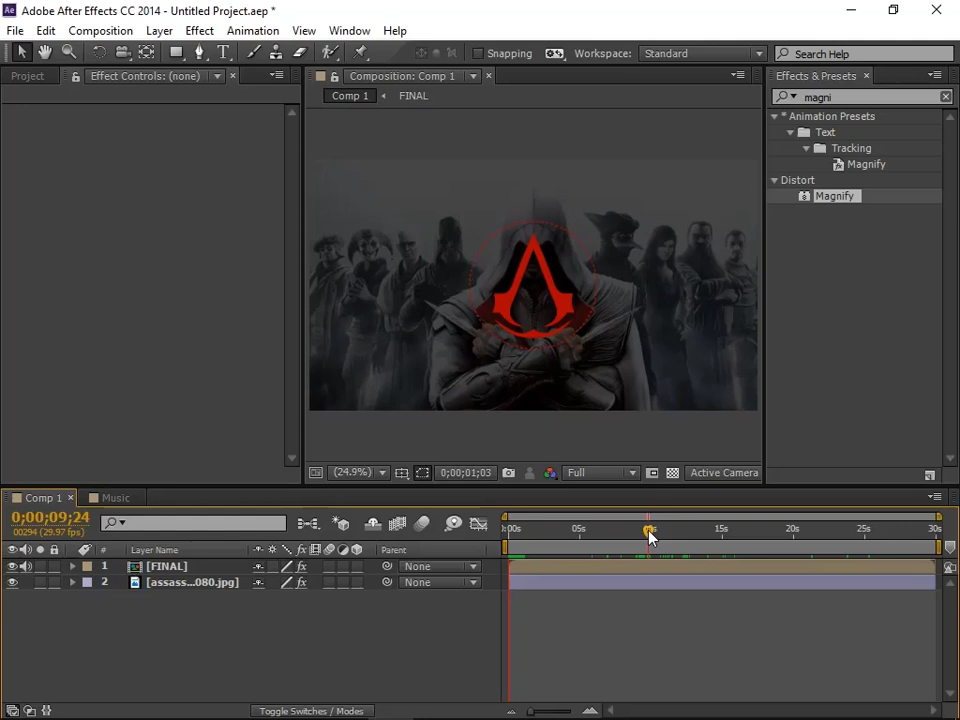 Adobe After Effects CC 2014 - Untitled Project.aep *
File Edit Composition Layer Effect Animation View Window Help
Snapping Workspace: Standard Search Help
Project Effect Controls: (none) Composition: Comp 1 Effects & Presets
Comp 1 FINAL
magni
* Animation Presets
Text
Tracking
Magnify
Distort
Magnify
(24.9%) 0;00;01;03 Full Active Camera
Comp 1 Music
0;00;09;24
00294 (29.97 fps)
:00s 05s 15s 20s 25s 30s
# Layer Name Parent
1 [FINAL] None
2 [assass...080.jpg] None
Toggle Switches / Modes